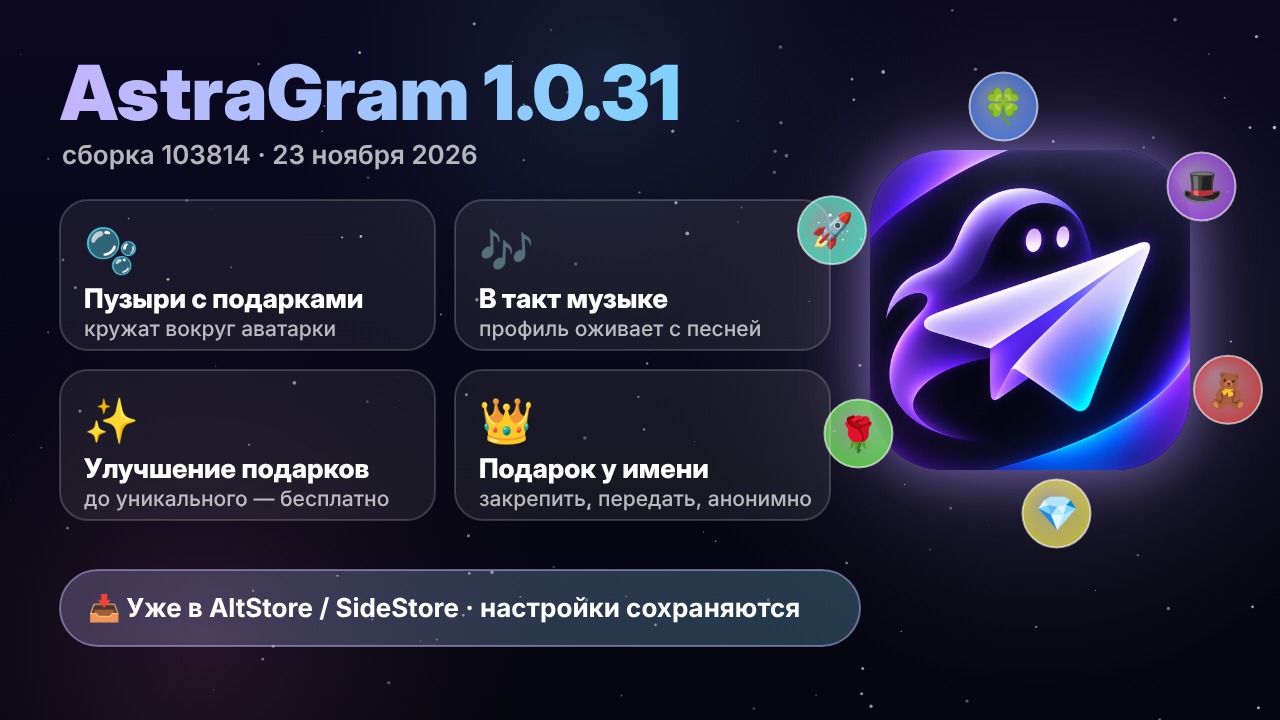 AstraGram 1.0.31
сборка 103814 · 23 ноября 2026
Пузыри с подарками
кружат вокруг аватарки
В такт музыке
профиль оживает с песней
Улучшение подарков
до уникального — бесплатно
Подарок у имени
закрепить, передать, анонимно
Уже в AltStore / SideStore · настройки сохраняются